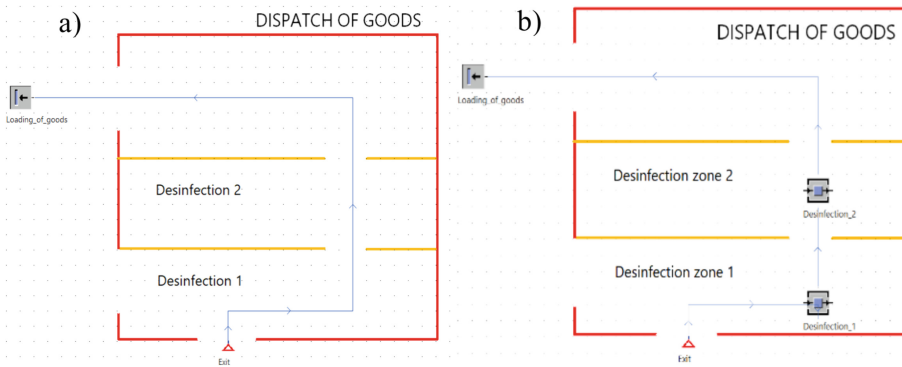 a)
DISPATCH OF GOODS
Loading_of_goods
Desinfection 2
Desinfection 1
Exit
b)
DISPATCH OF GOODS
Loading_of_goods
Desinfection zone 2
Desinfection_2
Desinfection zone 1
Desinfection_1
Exit